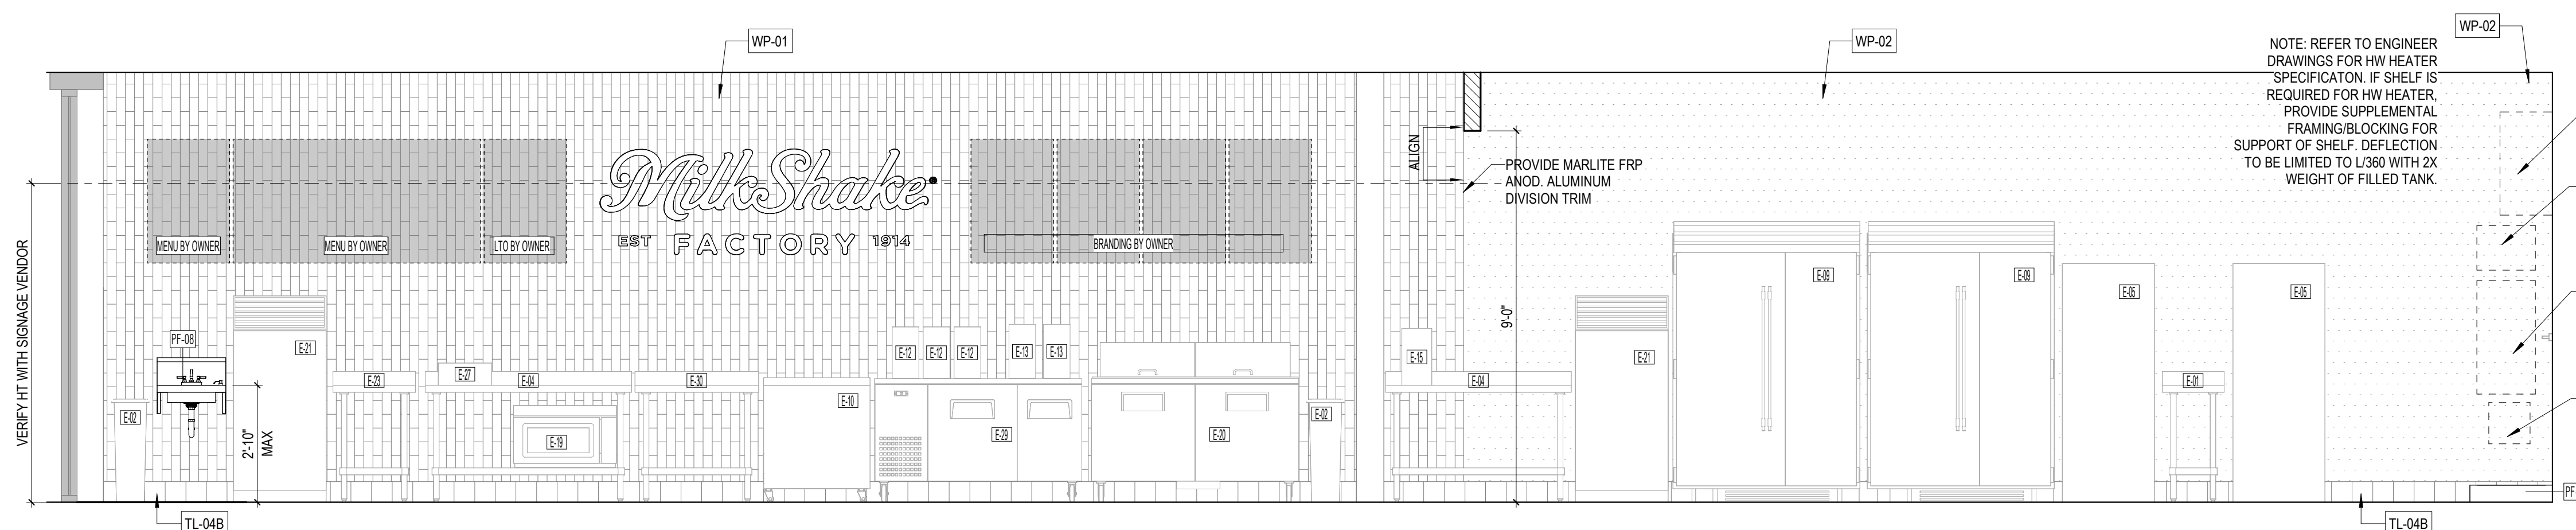 WP-01
WP-02
WP-02
NOTE: REFER TO ENGINEER
DRAWINGS FOR HW HEATER
SPECIFICATON. IF SHELF IS
REQUIRED FOR HW HEATER,
PROVIDE SUPPLEMENTAL
FRAMING/BLOCKING FOR
SUPPORT OF SHELF. DEFLECTION
TO BE LIMITED TO L/360 WITH 2X
WEIGHT OF FILLED TANK.
ALIGN
PROVIDE MARLITE FRP
ANOD. ALUMINUM
DIVISION TRIM
MilkShake
EST FACTORY 1914
MENU BY OWNER
MENU BY OWNER
LTO BY OWNER
BRANDING BY OWNER
VERIFY HT WITH SIGNAGE VENDOR
9'-0"
2'-10"
MAX
PF-08
E-02
E-21
E-23
E-27
E-04
E-19
E-30
E-10
E-12
E-12
E-12
E-13
E-13
E-29
E-20
E-02
E-15
E-04
E-21
E-09
E-09
E-05
E-01
E-05
PF-
TL-04B
TL-04B